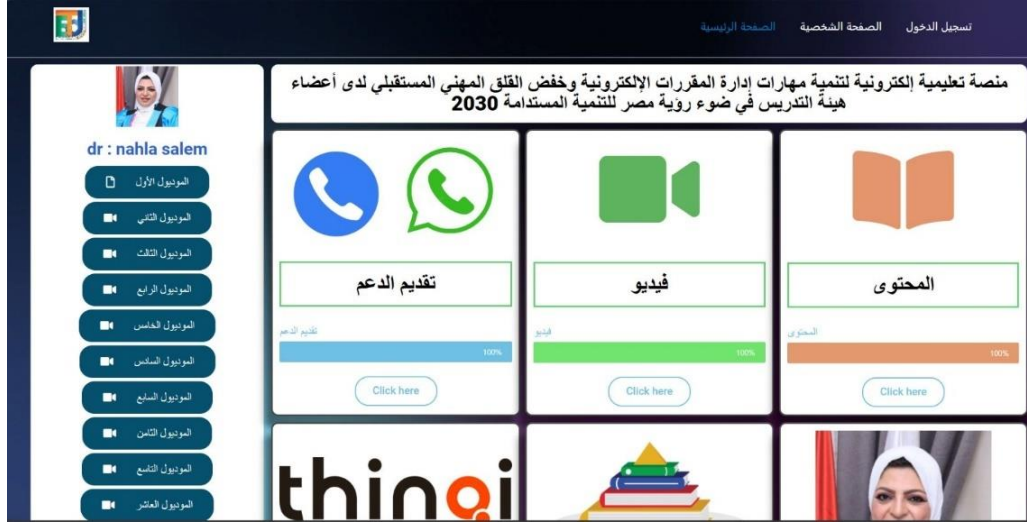 تسجيل الدخول
الصفحة الشخصية
الصفحة الرئيسية
منصة تعليمية إلكترونية لتنمية مهارات إدارة المقررات الإلكترونية وخفض القلق المهني المستقبلي لدى أعضاء
هيئة التدريس في ضوء رؤية مصر للتنمية المستدامة 2030
المحتوى
المحتوى
100%
Click here
فيديو
فيديو
100%
Click here
تقديم الدعم
تقديم الدعم
100%
Click here
dr : nahla salem
الموديول الأول
الموديول الثاني
الموديول الثالث
الموديول الرابع
الموديول الخامس
الموديول السادس
الموديول السابع
الموديول الثامن
الموديول التاسع
الموديول العاشر
thinqi